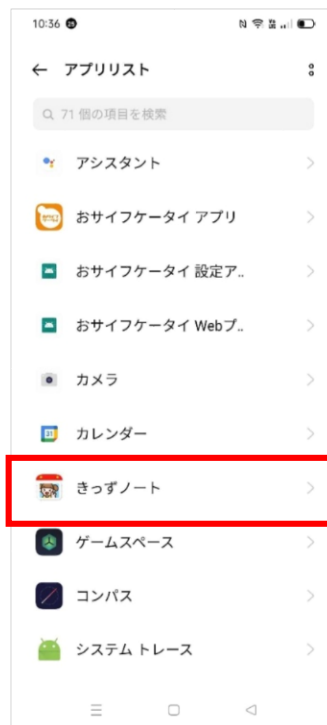 10:36
← アプリリスト
71 個の項目を検索
アシスタント
おサイフケータイ アプリ
おサイフケータイ 設定ア..
おサイフケータイ Webプ..
カメラ
カレンダー
きっずノート
ゲームスペース
コンパス
システム トレース